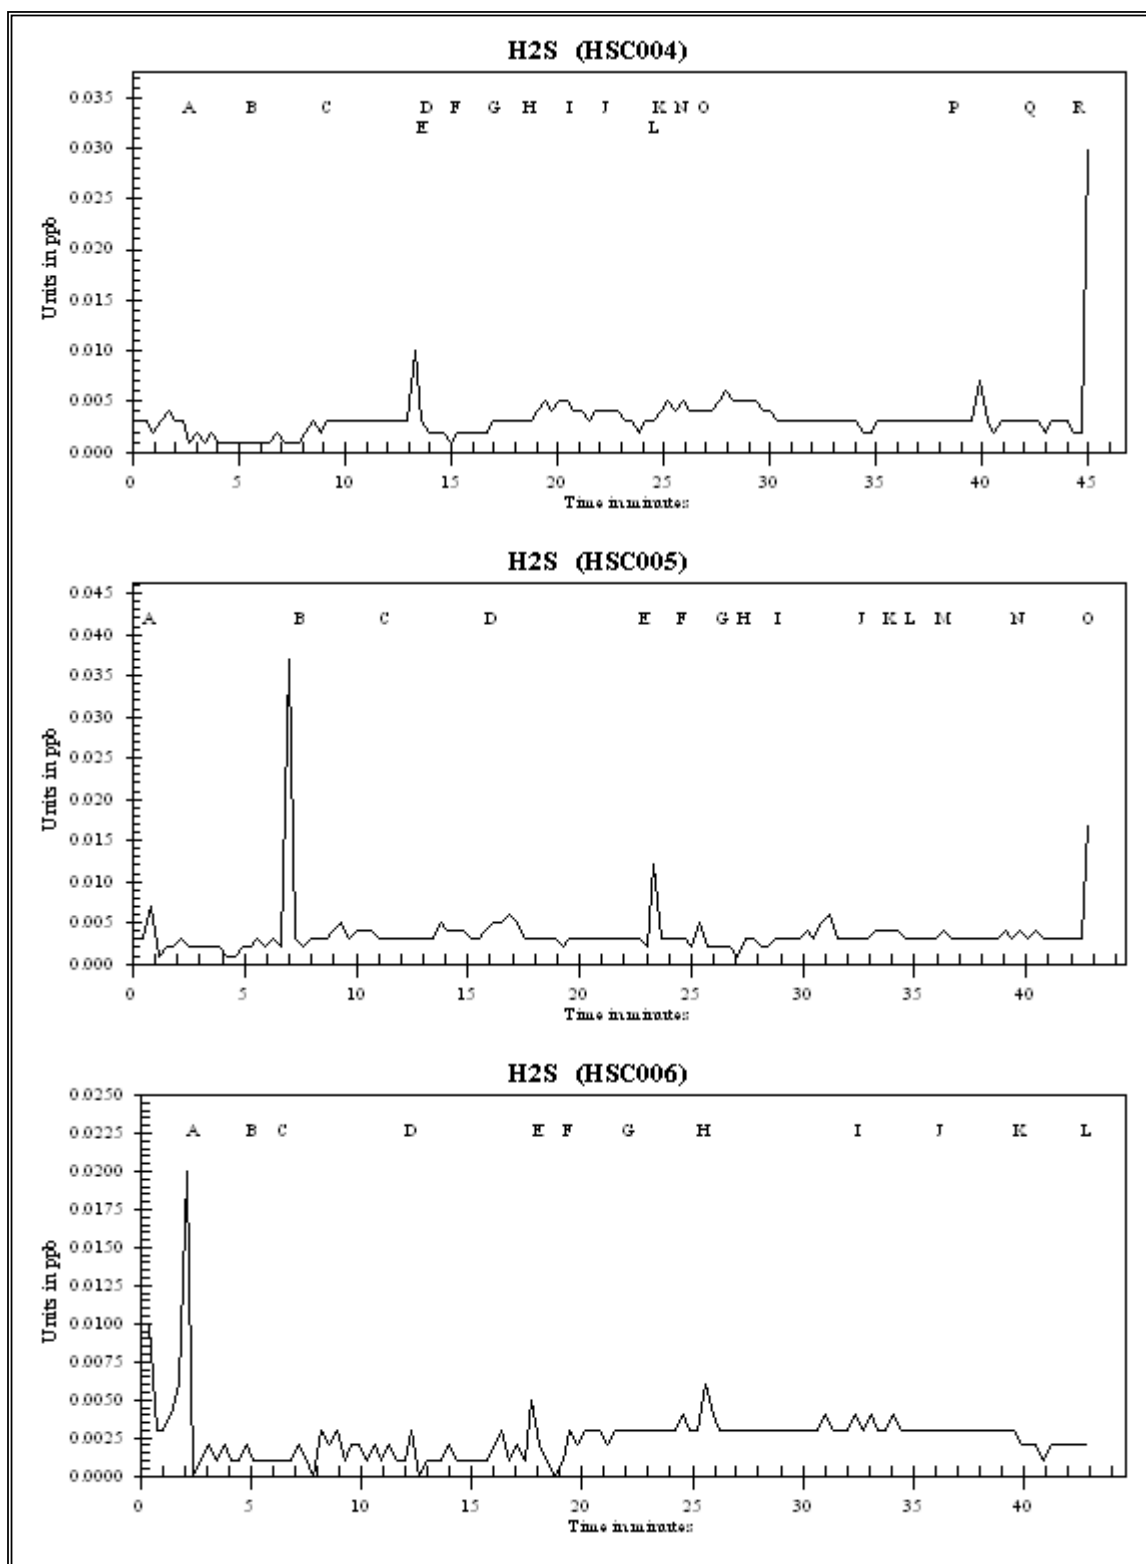 H2S (HSC004)
0.035
A B C D F G H I J K N O P Q R
E L
0.030
0.025
0.020
0.015
0.010
0.005
0.000
Units in ppb
0 5 10 15 20 25 30 35 40 45
Time in minutes
H2S (HSC005)
0.045
A B C D E F G H I J K L M N O
0.040
0.035
0.030
0.025
0.020
0.015
0.010
0.005
0.000
Units in ppb
0 5 10 15 20 25 30 35 40
Time in minutes
H2S (HSC006)
0.0250
0.0225
A B C D E F G H I J K L
0.0200
0.0175
0.0150
0.0125
0.0100
0.0075
0.0050
0.0025
0.0000
Units in ppb
0 5 10 15 20 25 30 35 40
Time in minutes